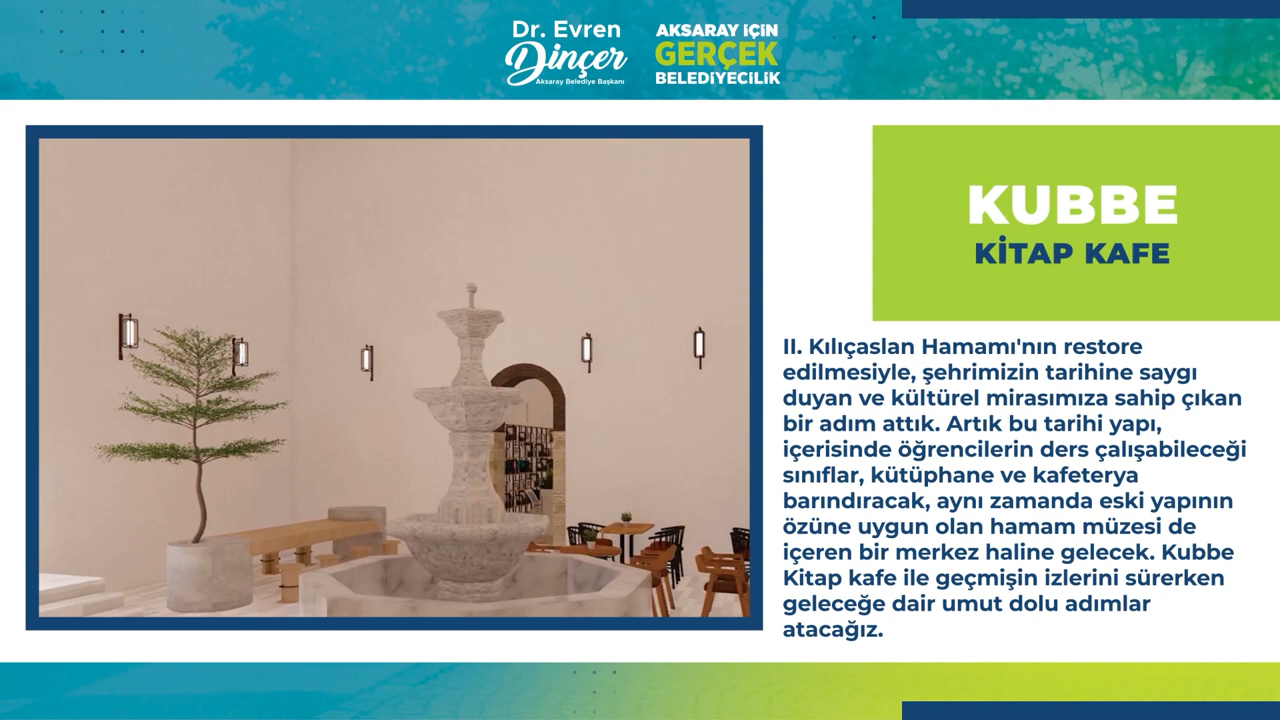 Dr. Evren
Dinçer
Aksaray Belediye Başkanı
AKSARAY İÇİN
GERÇEK
BELEDİYECİLİK
KUBBE
KİTAP KAFE
II. Kılıçaslan Hamamı'nın restore
edilmesiyle, şehrimizin tarihine saygı
duyan ve kültürel mirasımıza sahip çıkan
bir adım attık. Artık bu tarihi yapı,
içerisinde öğrencilerin ders çalışabileceği
sınıflar, kütüphane ve kafeterya
barındıracak, aynı zamanda eski yapının
özüne uygun olan hamam müzesi de
içeren bir merkez haline gelecek. Kubbe
Kitap kafe ile geçmişin izlerini sürerken
geleceğe dair umut dolu adımlar
atacağız.